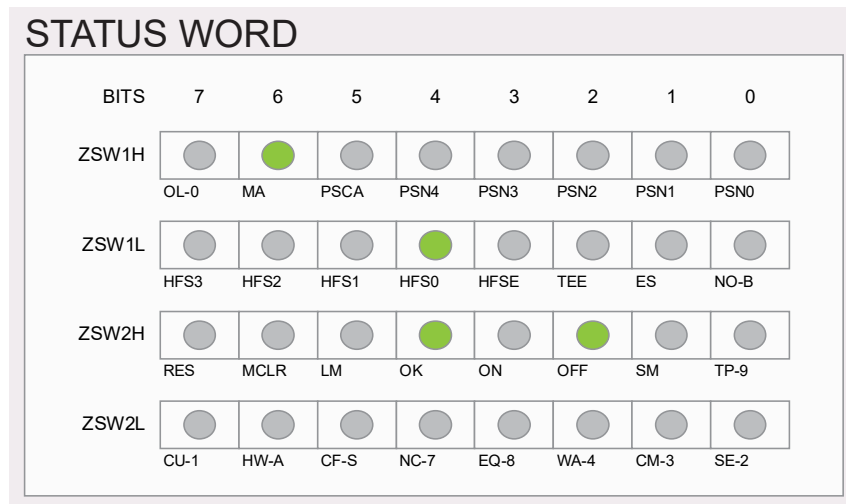 STATUS WORD
BITS 7 6 5 4 3 2 1 0
ZSW1H
OL-0 MA PSCA PSN4 PSN3 PSN2 PSN1 PSN0
ZSW1L
HFS3 HFS2 HFS1 HFS0 HFSE TEE ES NO-B
ZSW2H
RES MCLR LM OK ON OFF SM TP-9
ZSW2L
CU-1 HW-A CF-S NC-7 EQ-8 WA-4 CM-3 SE-2